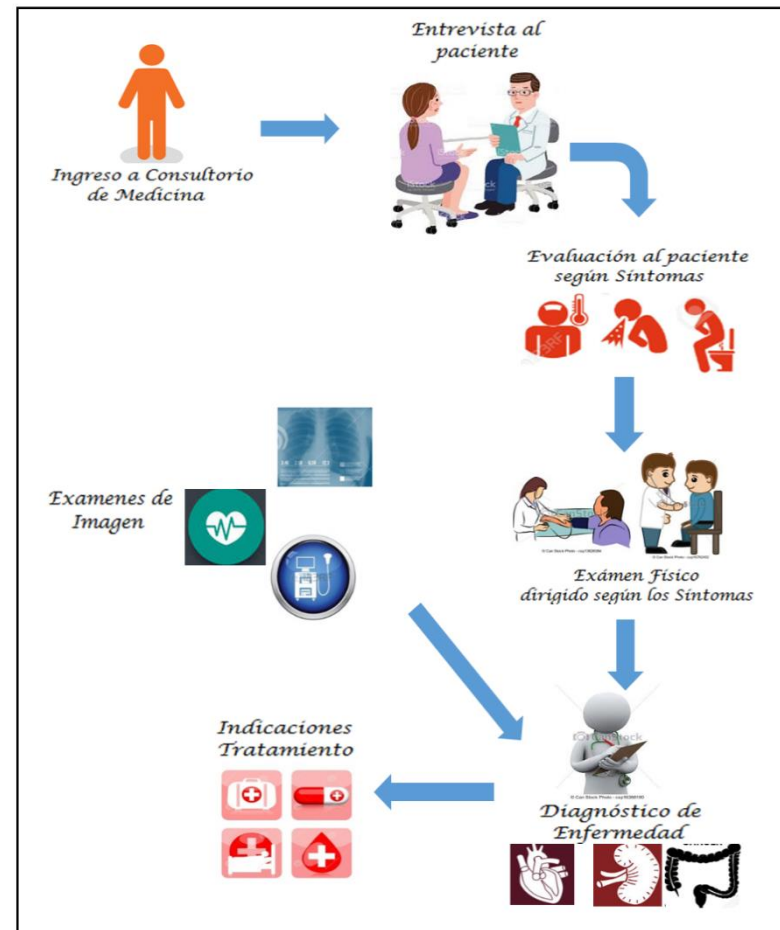 Entrevista al
paciente
Ingreso a Consultorio
de Medicina
Evaluación al paciente
según Síntomas
Examenes de
Imagen
Exámen Físico
dirigido según los Síntomas
Indicaciones
Tratamiento
Diagnóstico de
Enfermedad